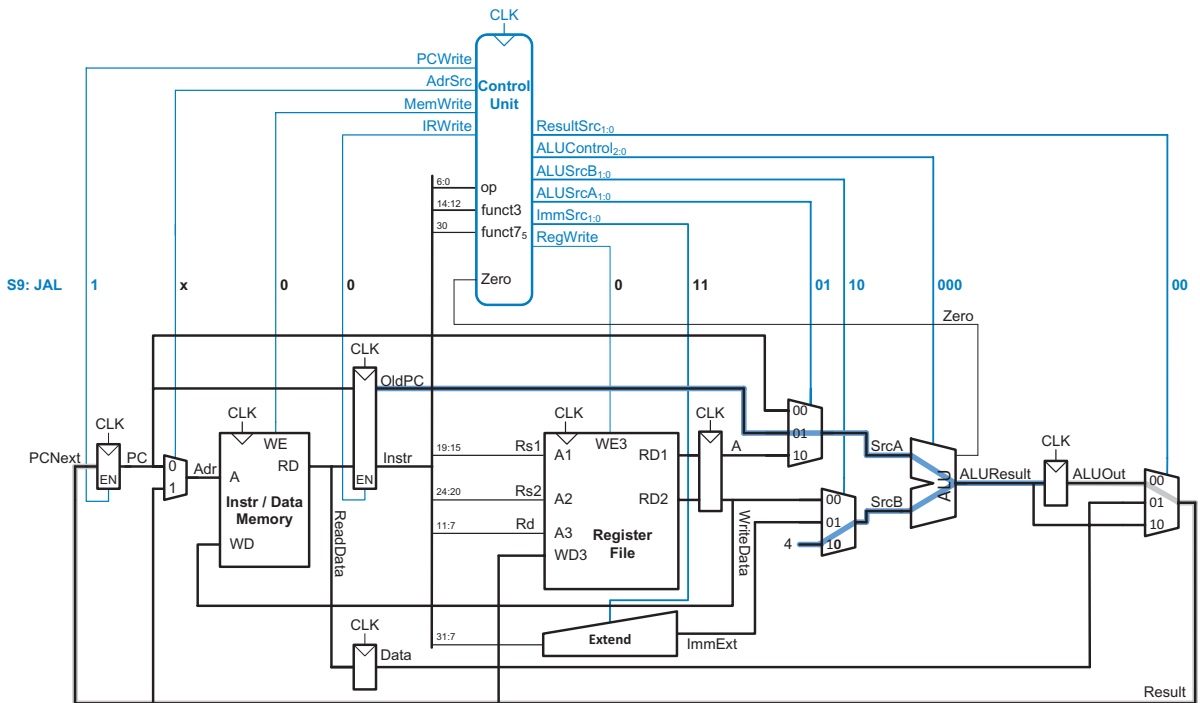 CLK
PCWrite
AdrSrc
MemWrite
IRWrite
Control
Unit
ResultSrc1:0
ALUControl2:0
ALUSrcB1:0
ALUSrcA1:0
ImmSrc1:0
RegWrite
6:0 op
14:12 funct3
30 funct75
Zero
S9: JAL 1 x 0 0 0 11 01 10 000 00
Zero
CLK
OldPC
CLK
PCNext
EN
PC
0
1
Adr
CLK
WE
A
RD
Instr / Data
Memory
WD
EN
Instr
ReadData
19:15 Rs1
24:20 Rs2
11:7 Rd
CLK
WE3
A1
A2
A3
WD3
RD1
RD2
Register
File
CLK
A
WriteData
00
01
10
SrcA
00
01
10
4
SrcB
ALU
ALUResult
CLK
ALUOut
00
01
10
31:7
Extend
ImmExt
CLK
Data
Result